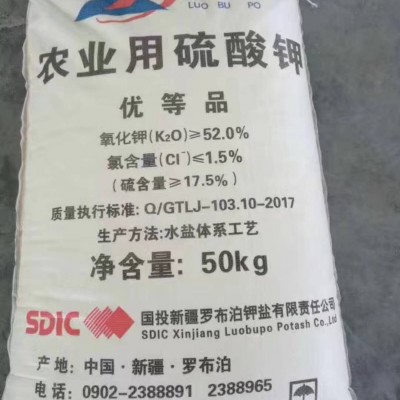 LUO BU PO
农业用硫酸钾
优等品
氧化钾(K₂O)≥52.0%
氯含量(Cl⁻)≤1.5%
(硫含量≥17.5%)
质量执行标准: Q/GTLJ-103.10-2017
生产方法:水盐体系工艺
净含量: 50kg
SDIC 国投新疆罗布泊钾盐有限责任公司
SDIC Xinjiang Luobupo Potash Co.,Ltd
产地: 中国·新疆·罗布泊
电话: 0902-2388891 2388965